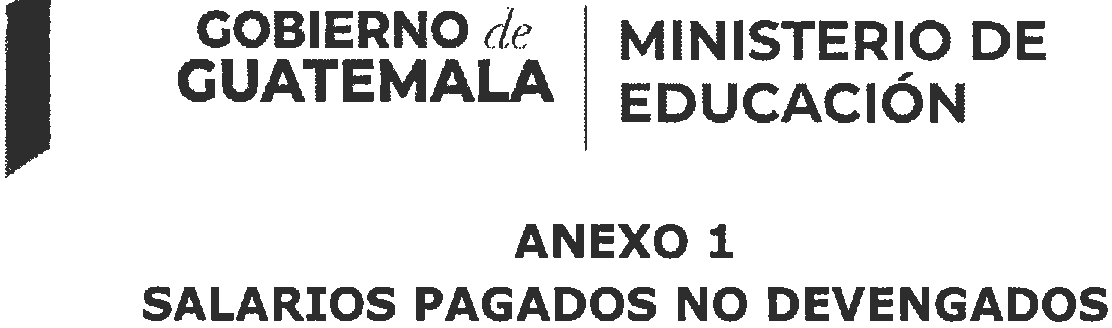 GOBIERNO de
GUATEMALA
MINISTERIO DE
EDUCACIÓN
ANEXO 1
SALARIOS PAGADOS NO DEVENGADOS